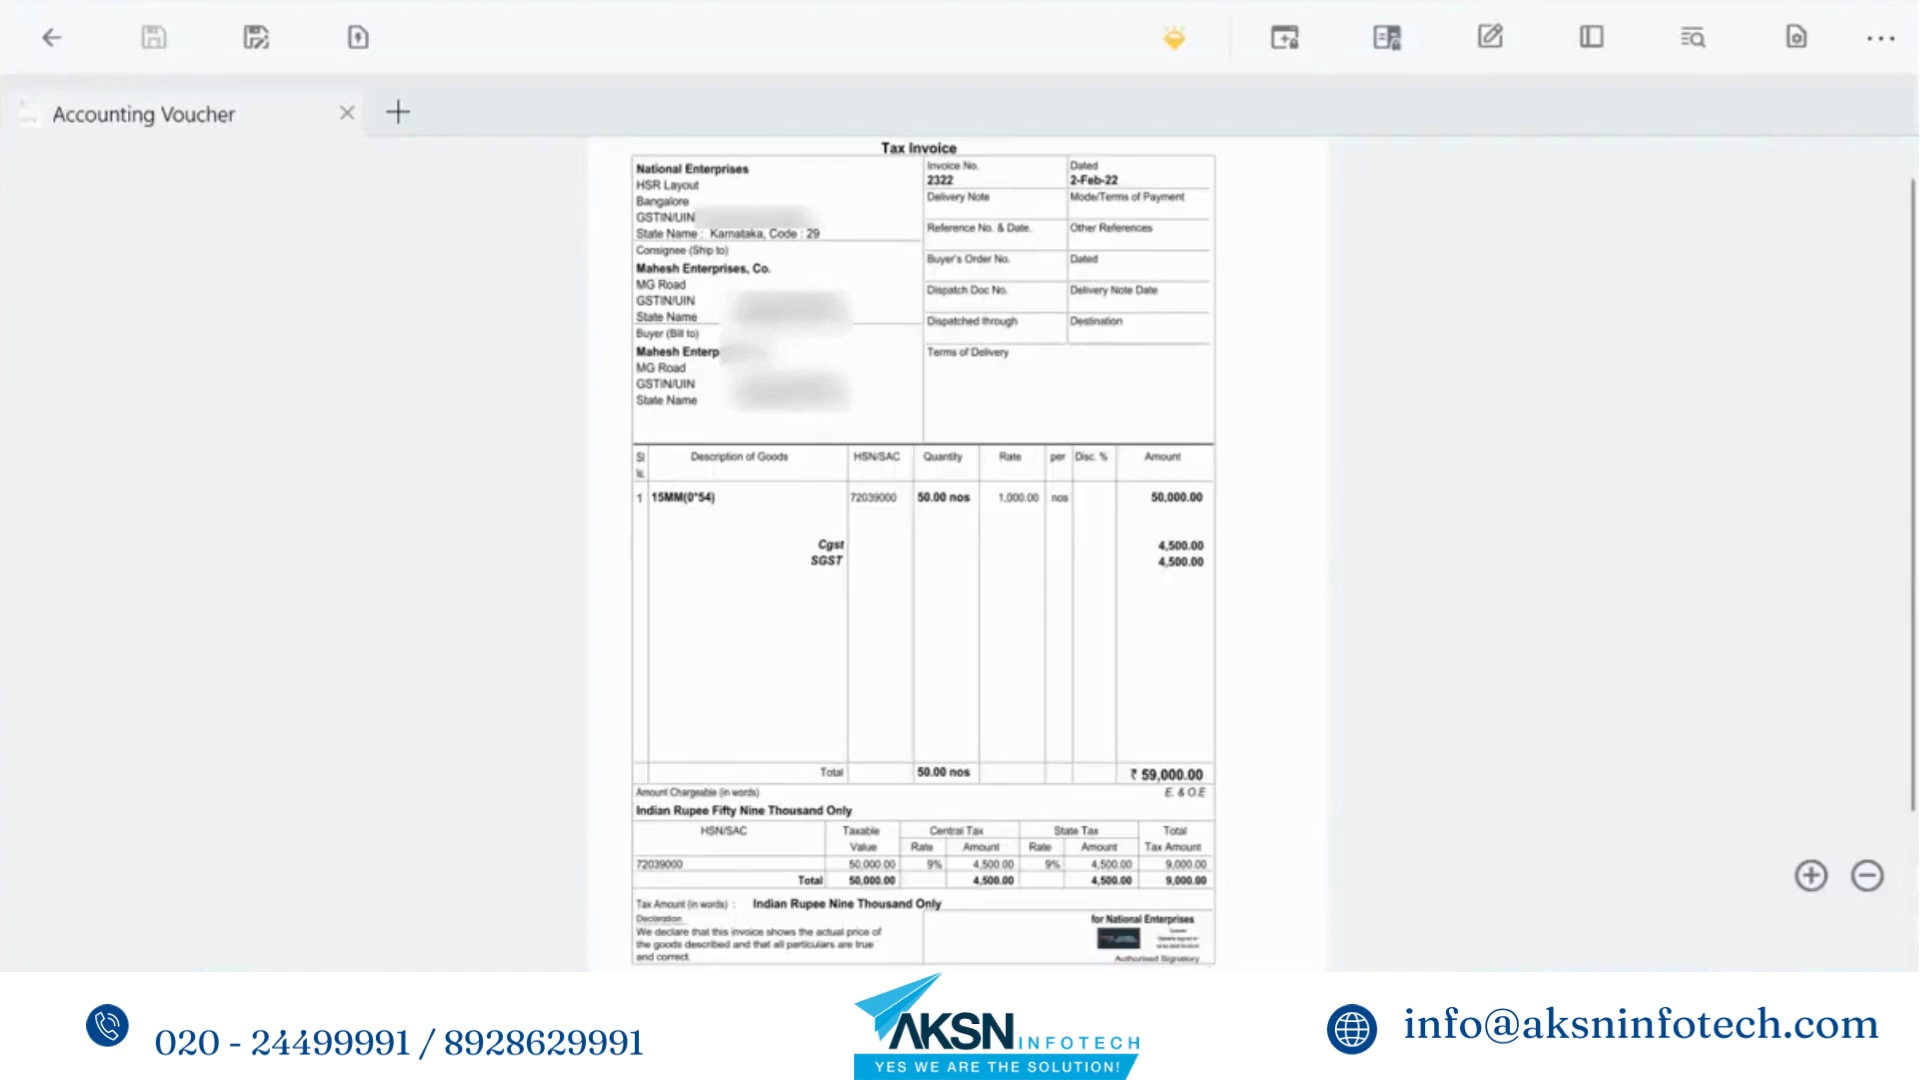 Accounting Voucher
Tax Invoice
National Enterprises
HSR Layout
Bangalore
GSTIN/UIN
State Name : Karnataka, Code : 29
Consignee (Ship to)
Mahesh Enterprises, Co.
MG Road
GSTIN/UIN
State Name
Buyer (Bill to)
Mahesh Enterp
MG Road
GSTIN/UIN
State Name
Invoice No. Dated
2322 2-Feb-22
Delivery Note Mode/Terms of Payment
Reference No. & Date. Other References
Buyer's Order No. Dated
Dispatch Doc No. Delivery Note Date
Dispatched through Destination
Terms of Delivery
Sl Description of Goods HSN/SAC Quantity Rate per Disc. % Amount
1 15MM(0*54) 72039000 50.00 nos 1,000.00 nos 50,000.00
Cgst 4,500.00
SGST 4,500.00
Total 50.00 nos ₹ 59,000.00
Amount Chargeable (in words) E. & O.E
Indian Rupee Fifty Nine Thousand Only
HSN/SAC Taxable Central Tax State Tax Total
Value Rate Amount Rate Amount Tax Amount
72039000 50,000.00 9% 4,500.00 9% 4,500.00 9,000.00
Total 50,000.00 4,500.00 4,500.00 9,000.00
Tax Amount (in words) : Indian Rupee Nine Thousand Only
Declaration
We declare that this invoice shows the actual price of
the goods described and that all particulars are true
and correct.
for National Enterprises
Authorised Signatory
020 - 24499991 / 8928629991
AKSN INFOTECH
YES WE ARE THE SOLUTION!
info@aksninfotech.com